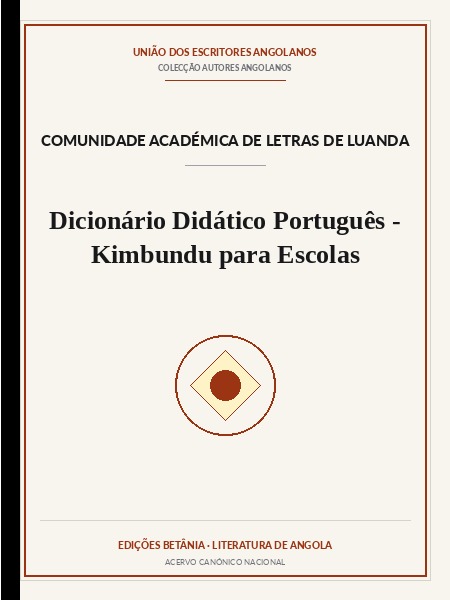 UNIÃO DOS ESCRITORES ANGOLANOS
COLECÇÃO AUTORES ANGOLANOS
COMUNIDADE ACADÉMICA DE LETRAS DE LUANDA
Dicionário Didático Português -
Kimbundu para Escolas
EDIÇÕES BETÂNIA · LITERATURA DE ANGOLA
ACERVO CANÓNICO NACIONAL